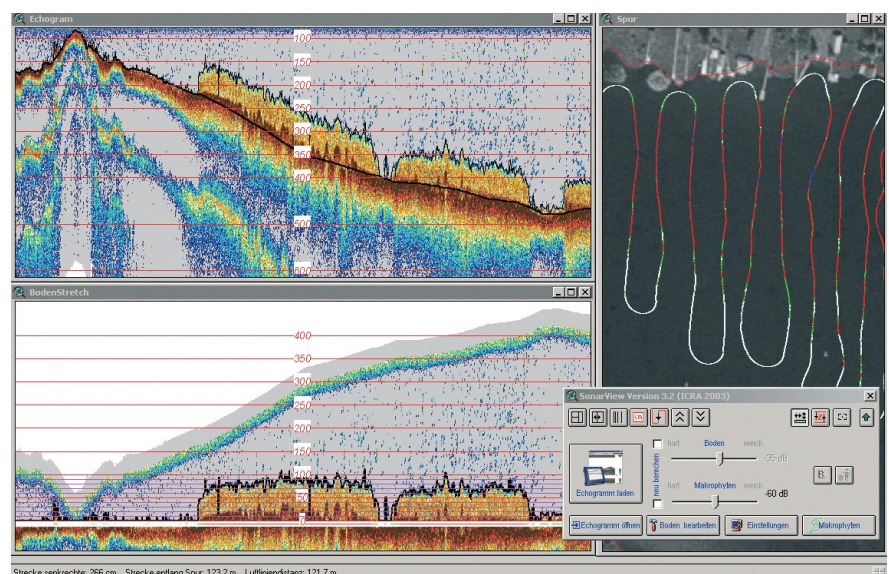 Echogram
100
150
200
250
300
350
400
500
600
BodenStretch
400
350
300
250
200
150
100
50
0
Spur
SonarView Version 3.2 (ICRA 2003)
cm
neu berechen
hart Boden weich
-35 dB
hart Makrophyten weich
-60 dB
Echogramm laden
Echogramm öffnen
Boden bearbeiten
Einstellungen
Makrophyten
Strecke senkrechte: 266 cm Strecke entlang Spur: 123.2 m Luftliniendistanz: 121.7 m